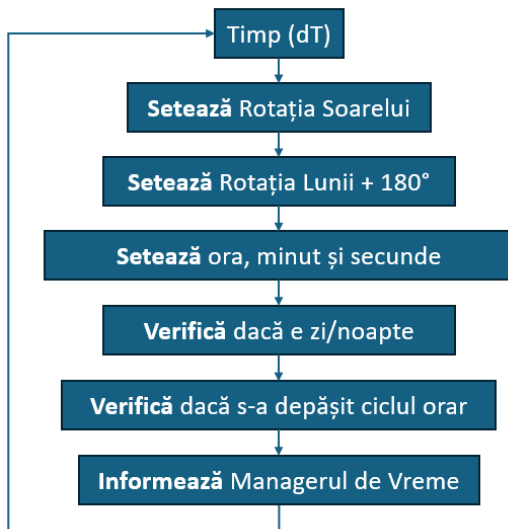 Timp (dT)
Setează Rotația Soarelui
Setează Rotația Lunii + 180°
Setează ora, minut și secunde
Verifică dacă e zi/noapte
Verifică dacă s-a depășit ciclul orar
Informează Managerul de Vreme